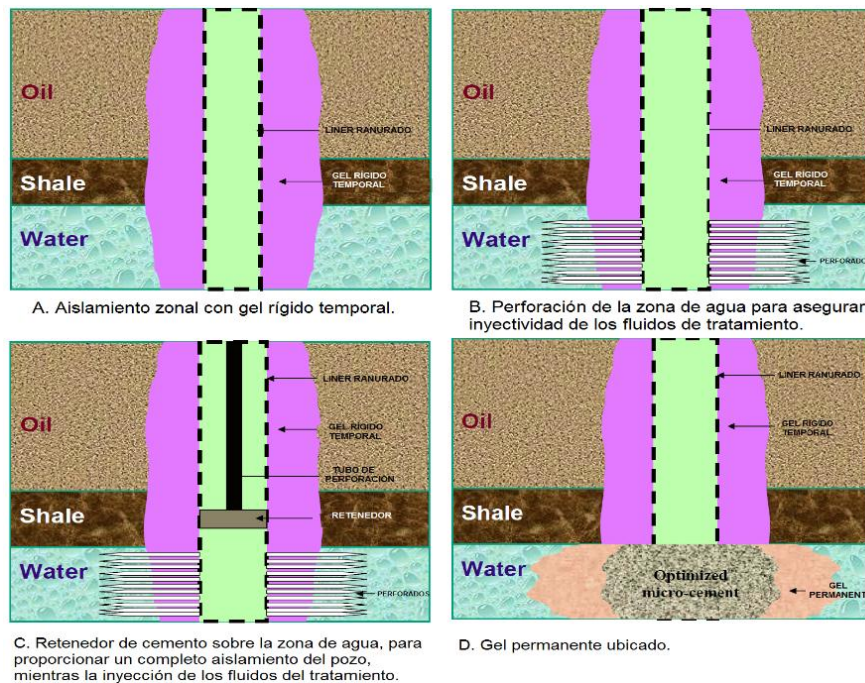 Oil
LINER RANURADO
Shale
GEL RÍGIDO
TEMPORAL
Water
A. Aislamiento zonal con gel rígido temporal.
Oil
LINER RANURADO
Shale
GEL RÍGIDO
TEMPORAL
Water
PERFORADO
B. Perforación de la zona de agua para asegurar
inyectividad de los fluidos de tratamiento.
LINER RANURADO
Oil
GEL RÍGIDO
TEMPORAL
TUBO DE
PERFORACIÓN
Shale
RETENEDOR
Water
PERFORADOS
C. Retenedor de cemento sobre la zona de agua, para
proporcionar un completo aislamiento del pozo,
mientras la inyección de los fluidos del tratamiento.
LINER RANURADO
Oil
GEL RÍGIDO
TEMPORAL
Shale
Water
Optimized
micro-cement
GEL
PERMANENT
D. Gel permanente ubicado.